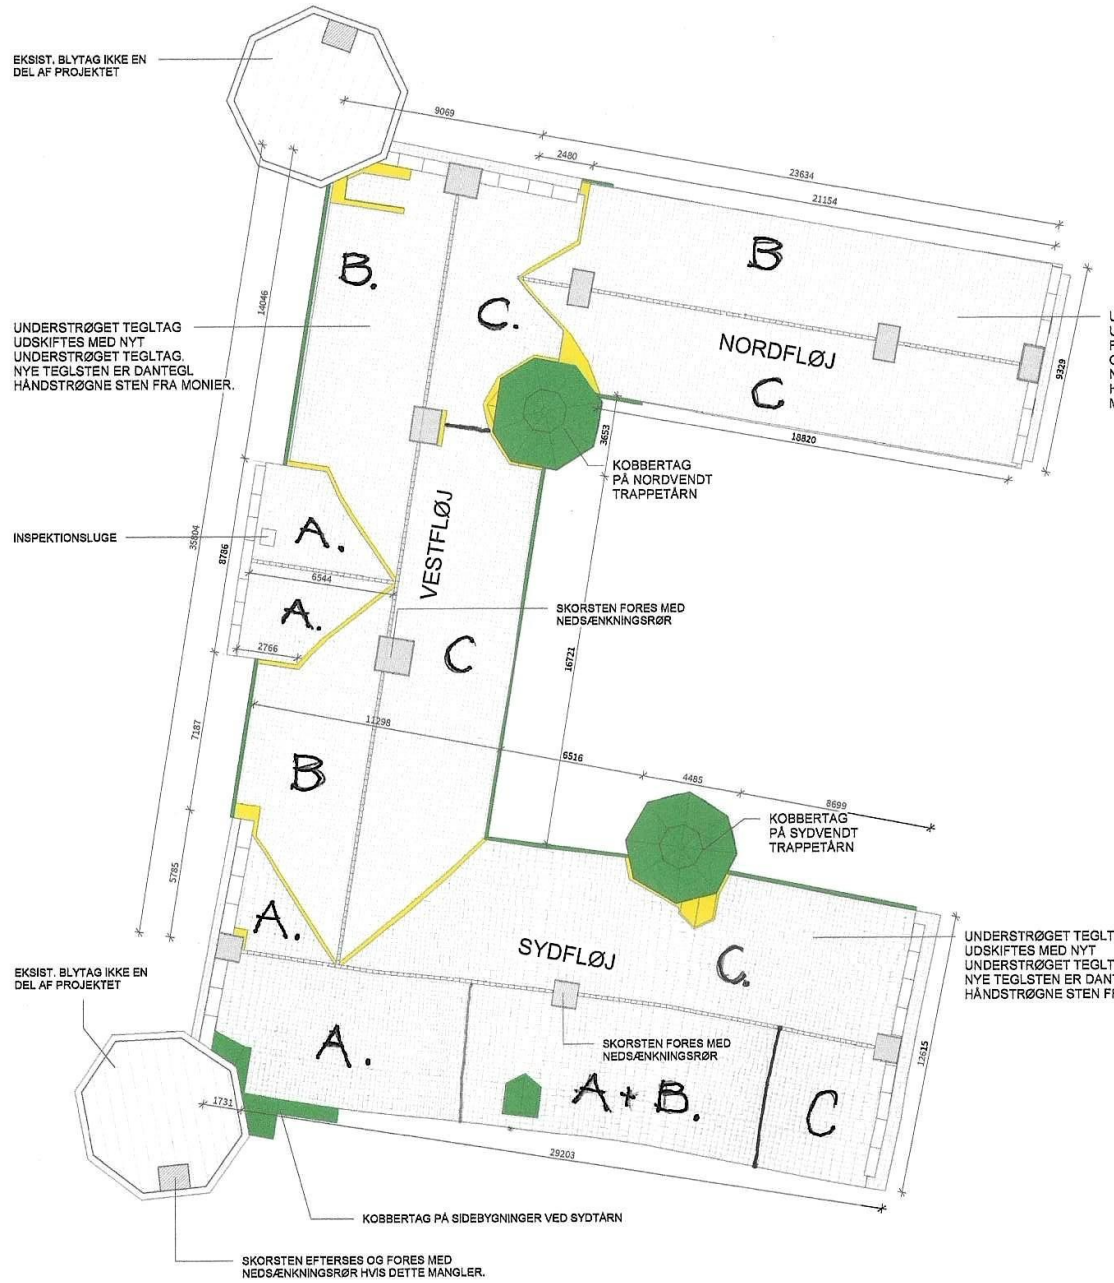 EKSIST. BLYTAG IKKE EN
DEL AF PROJEKTET
9069
2480
23634
21154
B
B.
14046
C.
UNDERSTRØGET TEGLTAG
UDSKIFTES MED NYT
UNDERSTRØGET TEGLTAG.
NYE TEGLSTEN ER DANTEGL
HÅNDSTRØGNE STEN FRA MONIER.
NORDFLØJ
9329
C
3653
18820
KOBBERTAG
PÅ NORDVENDT
TRAPPETÅRN
VESTFLØJ
INSPEKTIONSLUGE
35804
8786
A.
6544
A.
SKORSTEN FORES MED
NEDSÆNKNINGSRØR
2766
C
16721
7187
11298
6516
4485
8699
B
KOBBERTAG
PÅ SYDVENDT
TRAPPETÅRN
5785
A.
SYDFLØJ
C.
UNDERSTRØGET TEGLT
UDSKIFTES MED NYT
UNDERSTRØGET TEGLT
NYE TEGLSTEN ER DANT
HÅNDSTRØGNE STEN F
EKSIST. BLYTAG IKKE EN
DEL AF PROJEKTET
A.
SKORSTEN FORES MED
NEDSÆNKNINGSRØR
12615
A + B.
C
1731
29203
KOBBERTAG PÅ SIDEBYGNINGER VED SYDTÅRN
SKORSTEN EFTERSES OG FORES MED
NEDSÆNKNINGSRØR HVIS DETTE MANGLER.